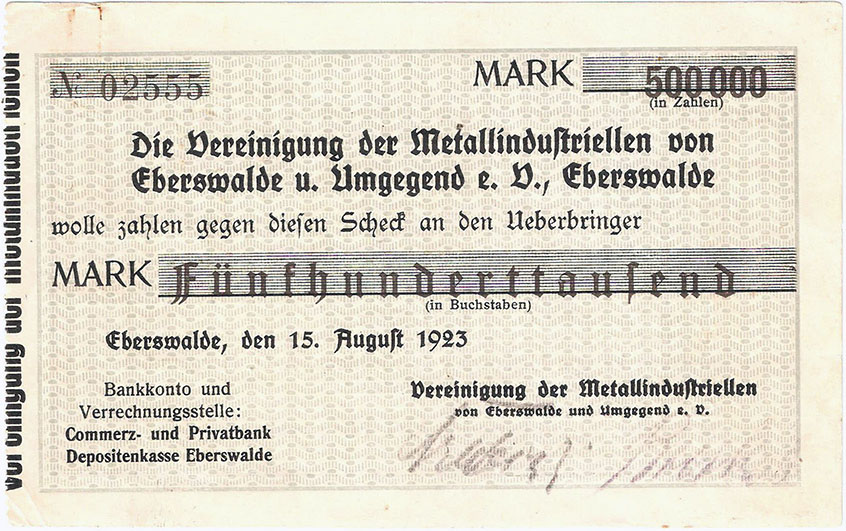 № 02555
MARK 500000
(in Zahlen)
Die Vereinigung der Metallindustriellen von
Eberswalde u. Umgegend e. V., Eberswalde
wolle zahlen gegen diesen Scheck an den Ueberbringer
MARK Fünfhunderttausend
(in Buchstaben)
Eberswalde, den 15. August 1923
Bankkonto und
Verrechnungsstelle:
Commerz- und Privatbank
Depositenkasse Eberswalde
Vereinigung der Metallindustriellen
von Eberswalde und Umgegend e. V.